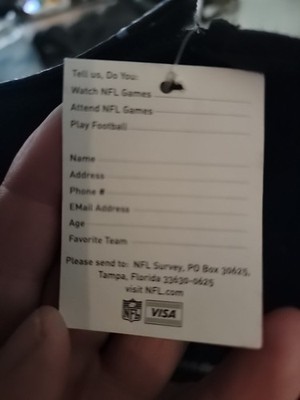 Tell us, Do You:
Watch NFL Games
Attend NFL Games
Play Football
Name
Address
Phone #
EMail Address
Age
Favorite Team
Please send to: NFL Survey, PO Box 30625,
Tampa, Florida 33630-0625
visit NFL.com
NFL VISA